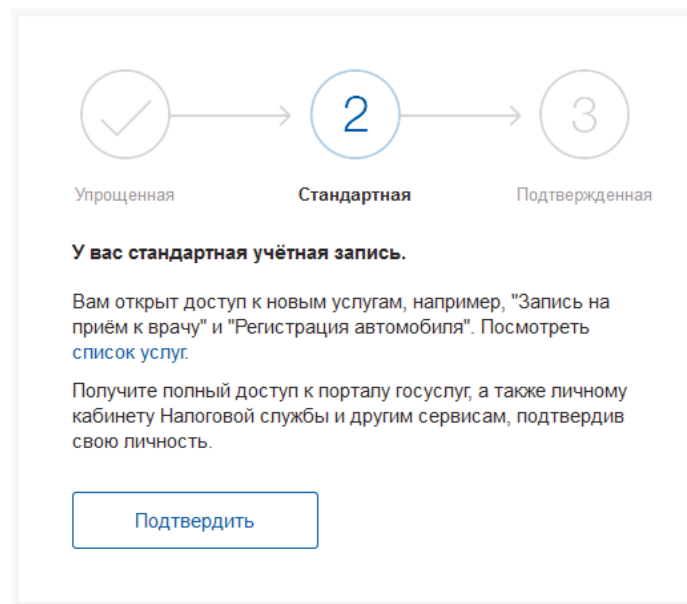 2
3
Упрощенная
Стандартная
Подтвержденная
У вас стандартная учётная запись.
Вам открыт доступ к новым услугам, например, "Запись на
приём к врачу" и "Регистрация автомобиля". Посмотреть
список услуг.
Получите полный доступ к порталу госуслуг, а также личному
кабинету Налоговой службы и другим сервисам, подтвердив
свою личность.
Подтвердить